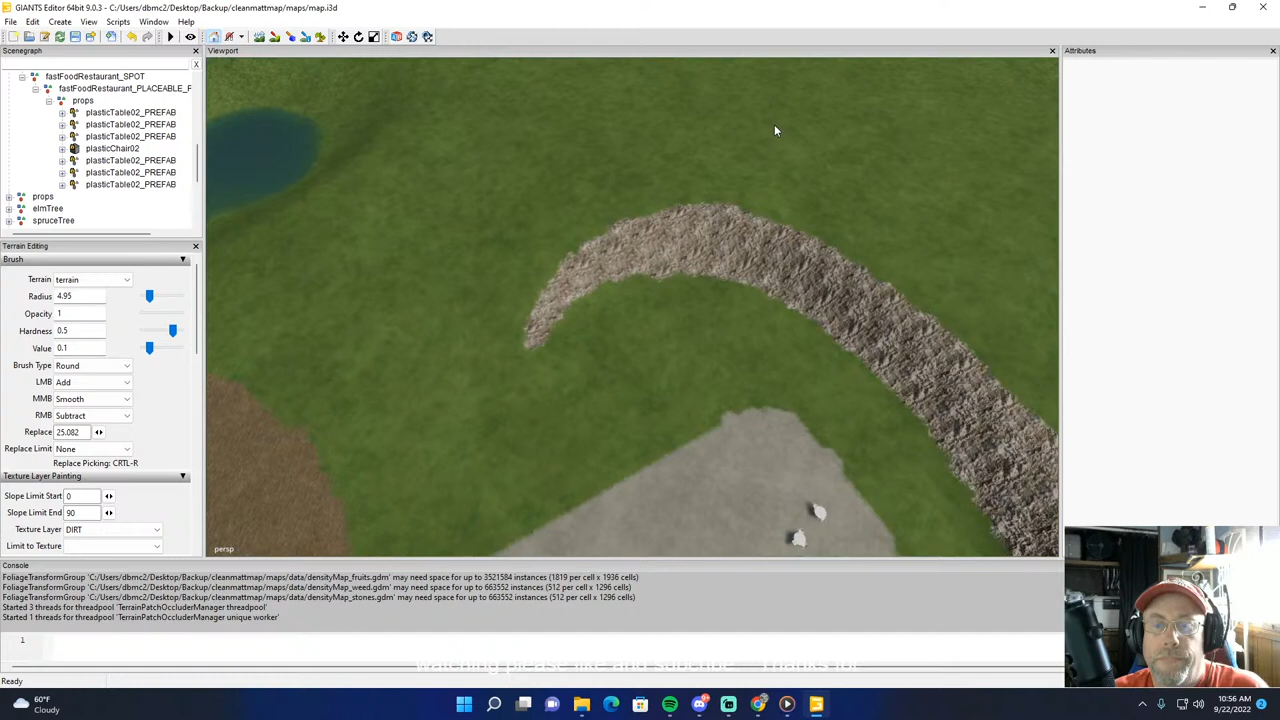 GIANTS Editor 64bit 9.0.3 - C:/Users/dbmc2/Desktop/Backup/cleanmattmap/maps/map.i3d
File Edit Create View Scripts Window Help
Scenegraph
X
fastFoodRestaurant_SPOT
fastFoodRestaurant_PLACEABLE_F
props
plasticTable02_PREFAB
plasticTable02_PREFAB
plasticTable02_PREFAB
plasticChair02
plasticTable02_PREFAB
plasticTable02_PREFAB
plasticTable02_PREFAB
props
elmTree
spruceTree
Terrain Editing
Brush
Terrain terrain
Radius 4.95
Opacity 1
Hardness 0.5
Value 0.1
Brush Type Round
LMB Add
MMB Smooth
RMB Subtract
Replace 25.082
Replace Limit None
Replace Picking: CRTL-R
Texture Layer Painting
Slope Limit Start 0
Slope Limit End 90
Texture Layer DIRT
Limit to Texture
Viewport
persp
Attributes
Console
FoliageTransformGroup 'C:/Users/dbmc2/Desktop/Backup/cleanmattmap/maps/data/densityMap_fruits.gdm' may need space for up to 3521584 instances (1819 per cell x 1936 cells)
FoliageTransformGroup 'C:/Users/dbmc2/Desktop/Backup/cleanmattmap/maps/data/densityMap_weed.gdm' may need space for up to 663552 instances (512 per cell x 1296 cells)
FoliageTransformGroup 'C:/Users/dbmc2/Desktop/Backup/cleanmattmap/maps/data/densityMap_stones.gdm' may need space for up to 663552 instances (512 per cell x 1296 cells)
Started 3 threads for threadpool 'TerrainPatchOccluderManager threadpool'
Started 1 threads for threadpool 'TerrainPatchOccluderManager unique worker'
1
watching please like and Thanks for
Ready
60°F
Cloudy
10:56 AM
9/22/2022